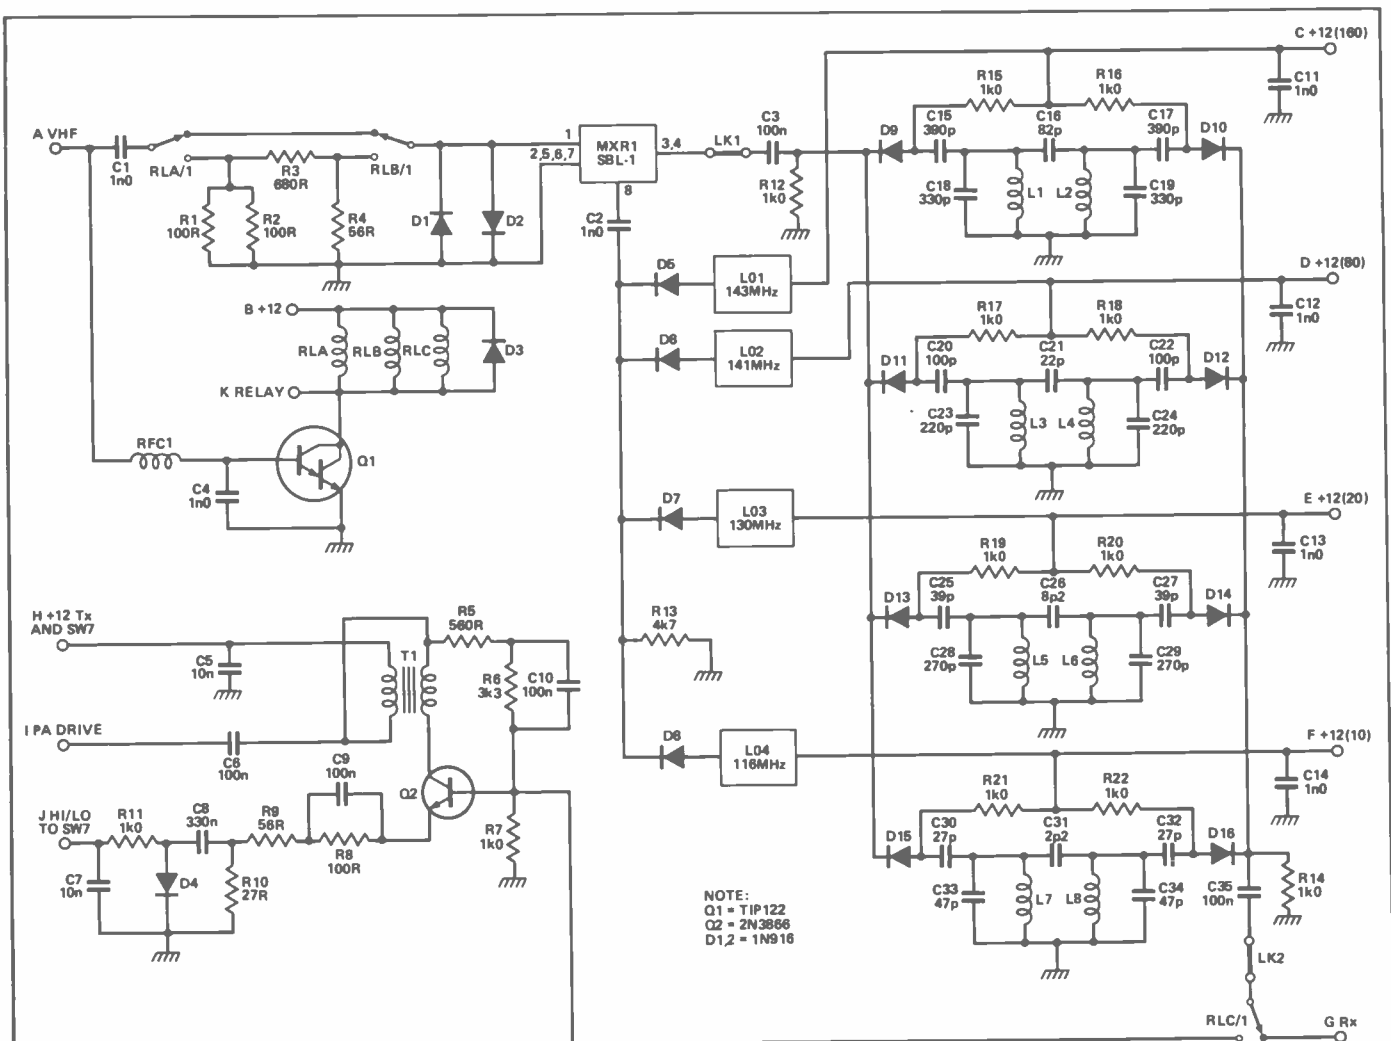 C +12(160)
R15
1k0
R16
1k0
C11
1n0
A VHF
C1
1n0
RLA/1
R3
680R
RLB/1
R1
100R
R2
100R
R4
56R
D1
D2
1
2,5,6,7
MXR1
SBL-1
3,4
8
LK1
C3
100n
R12
1k0
C2
1n0
D9
C15
390p
C16
82p
C17
390p
D10
C18
330p
L1
L2
C19
330p
D5
L01
143MHz
D +12(80)
B +12
RLA
RLB
RLC
D3
K RELAY
D8
L02
141MHz
R17
1k0
R18
1k0
C12
1n0
D11
C20
100p
C21
22p
C22
100p
D12
C23
220p
L3
L4
C24
220p
RFC1
C4
1n0
Q1
D7
L03
130MHz
E +12(20)
R19
1k0
R20
1k0
C13
1n0
D13
C25
39p
C26
8p2
C27
39p
D14
C28
270p
L5
L6
C29
270p
H +12 Tx
AND SW7
C5
10n
T1
R5
560R
R6
3k3
C10
100n
R13
4k7
I PA DRIVE
C6
100n
D6
L04
116MHz
F +12(10)
R21
1k0
R22
1k0
C14
1n0
C9
100n
Q2
J HI/LO
TO SW7
R11
1k0
C8
330n
R9
56R
R8
100R
R7
1k0
C7
10n
D4
R10
27R
D15
C30
27p
C31
2p2
C32
27p
D16
C33
47p
L7
L8
C34
47p
C35
100n
R14
1k0
NOTE:
Q1 = TIP122
Q2 = 2N3866
D1,2 = 1N916
LK2
RLC/1
G Rx